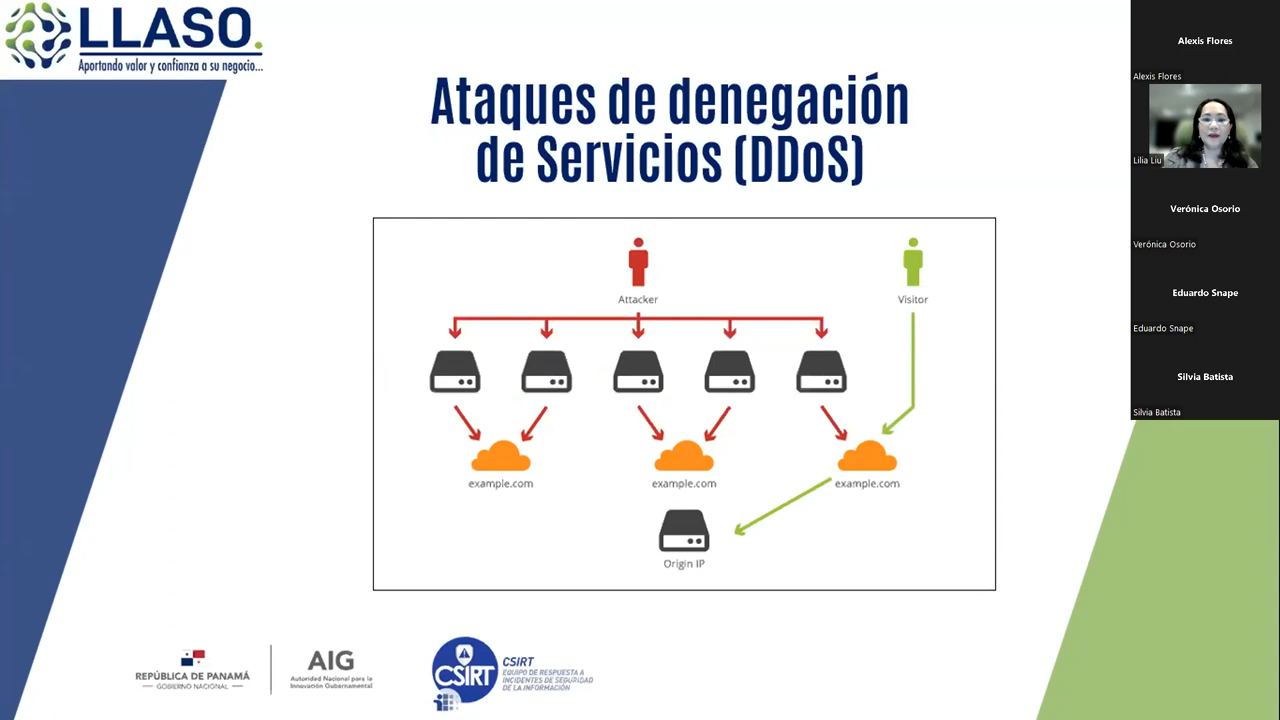 LLASO.
Aportando valor y confianza a su negocio...
Ataques de denegación
de Servicios (DDoS)
Attacker
Visitor
example.com
example.com
example.com
Origin IP
REPÚBLICA DE PANAMÁ
GOBIERNO NACIONAL
AIG
Autoridad Nacional para la
Innovación Gubernamental
CSIRT
CSIRT
EQUIPO DE RESPUESTA A
INCIDENTES DE SEGURIDAD
DE LA INFORMACIÓN
Alexis Flores
Alexis Flores
Lilia Liu
Verónica Osorio
Verónica Osorio
Eduardo Snape
Eduardo Snape
Silvia Batista
Silvia Batista